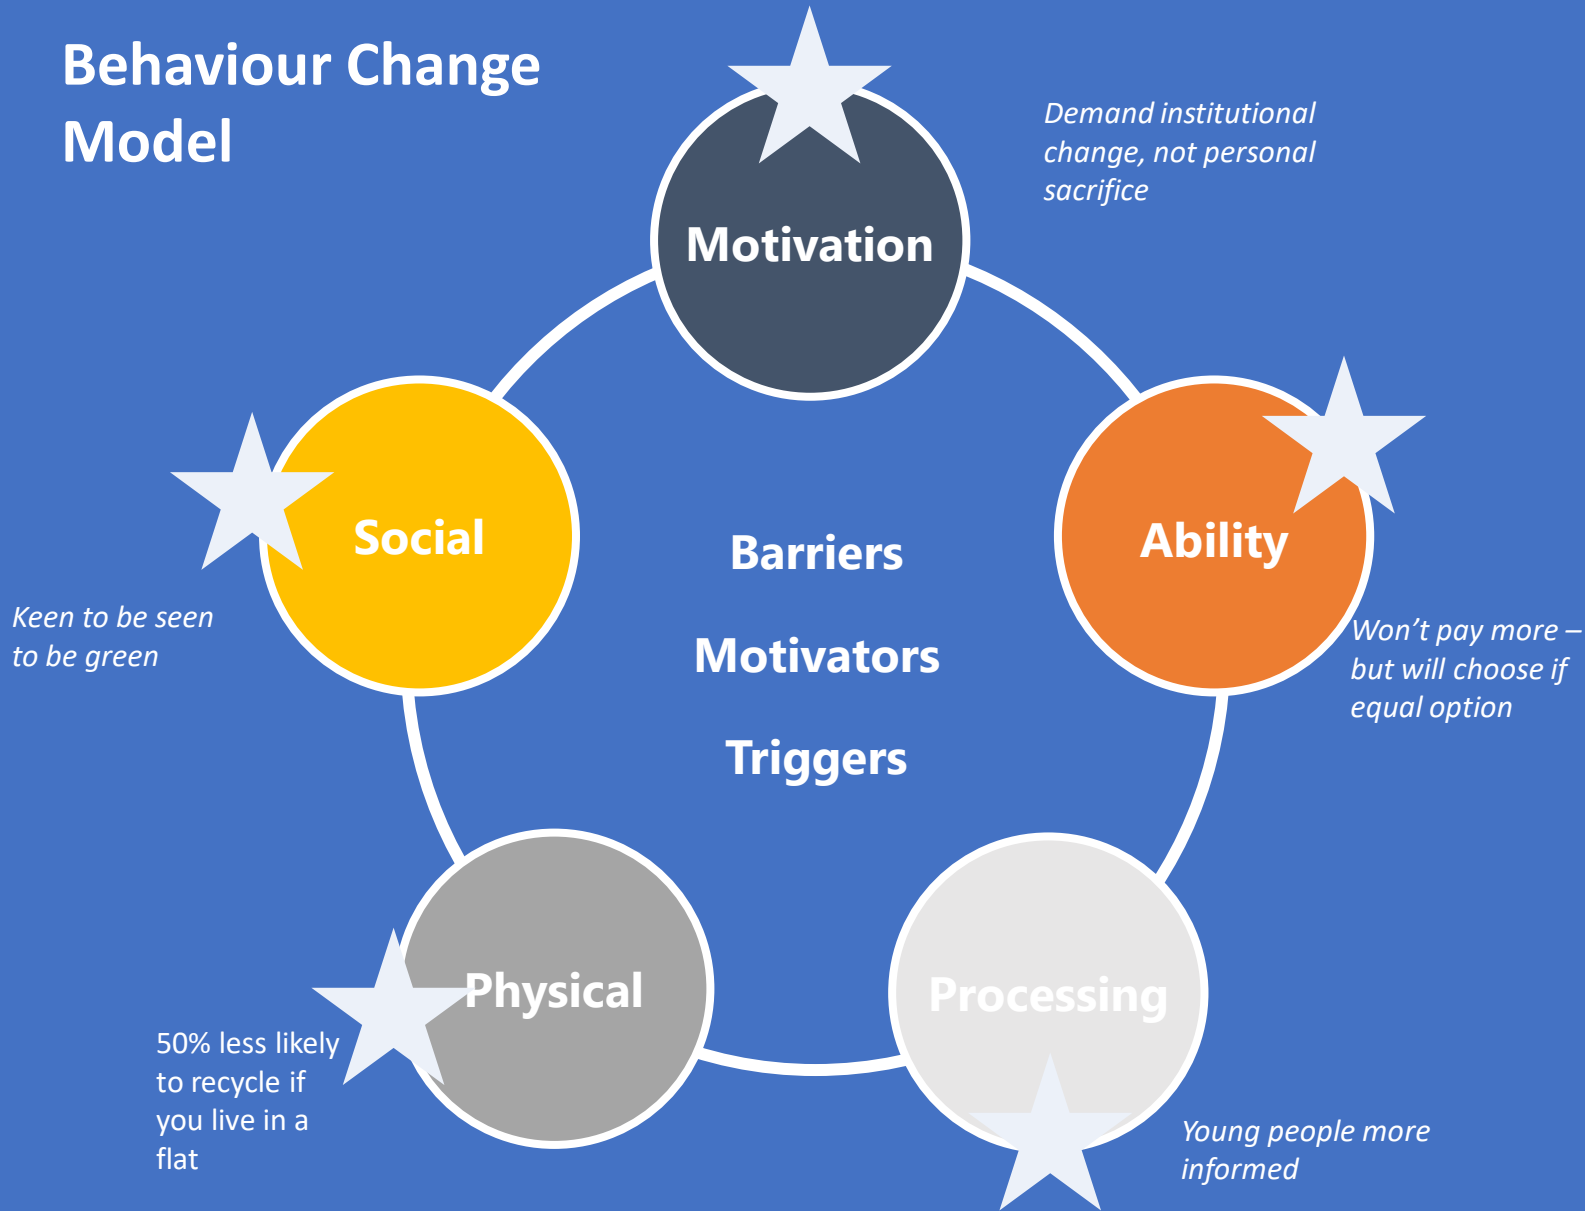 Behaviour Change
Model
Demand institutional
change, not personal
sacrifice
Motivation
Social
Ability
Barriers
Motivators
Triggers
Keen to be seen
to be green
Won’t pay more –
but will choose if
equal option
Physical
Processing
50% less likely
to recycle if
you live in a
flat
Young people more
informed